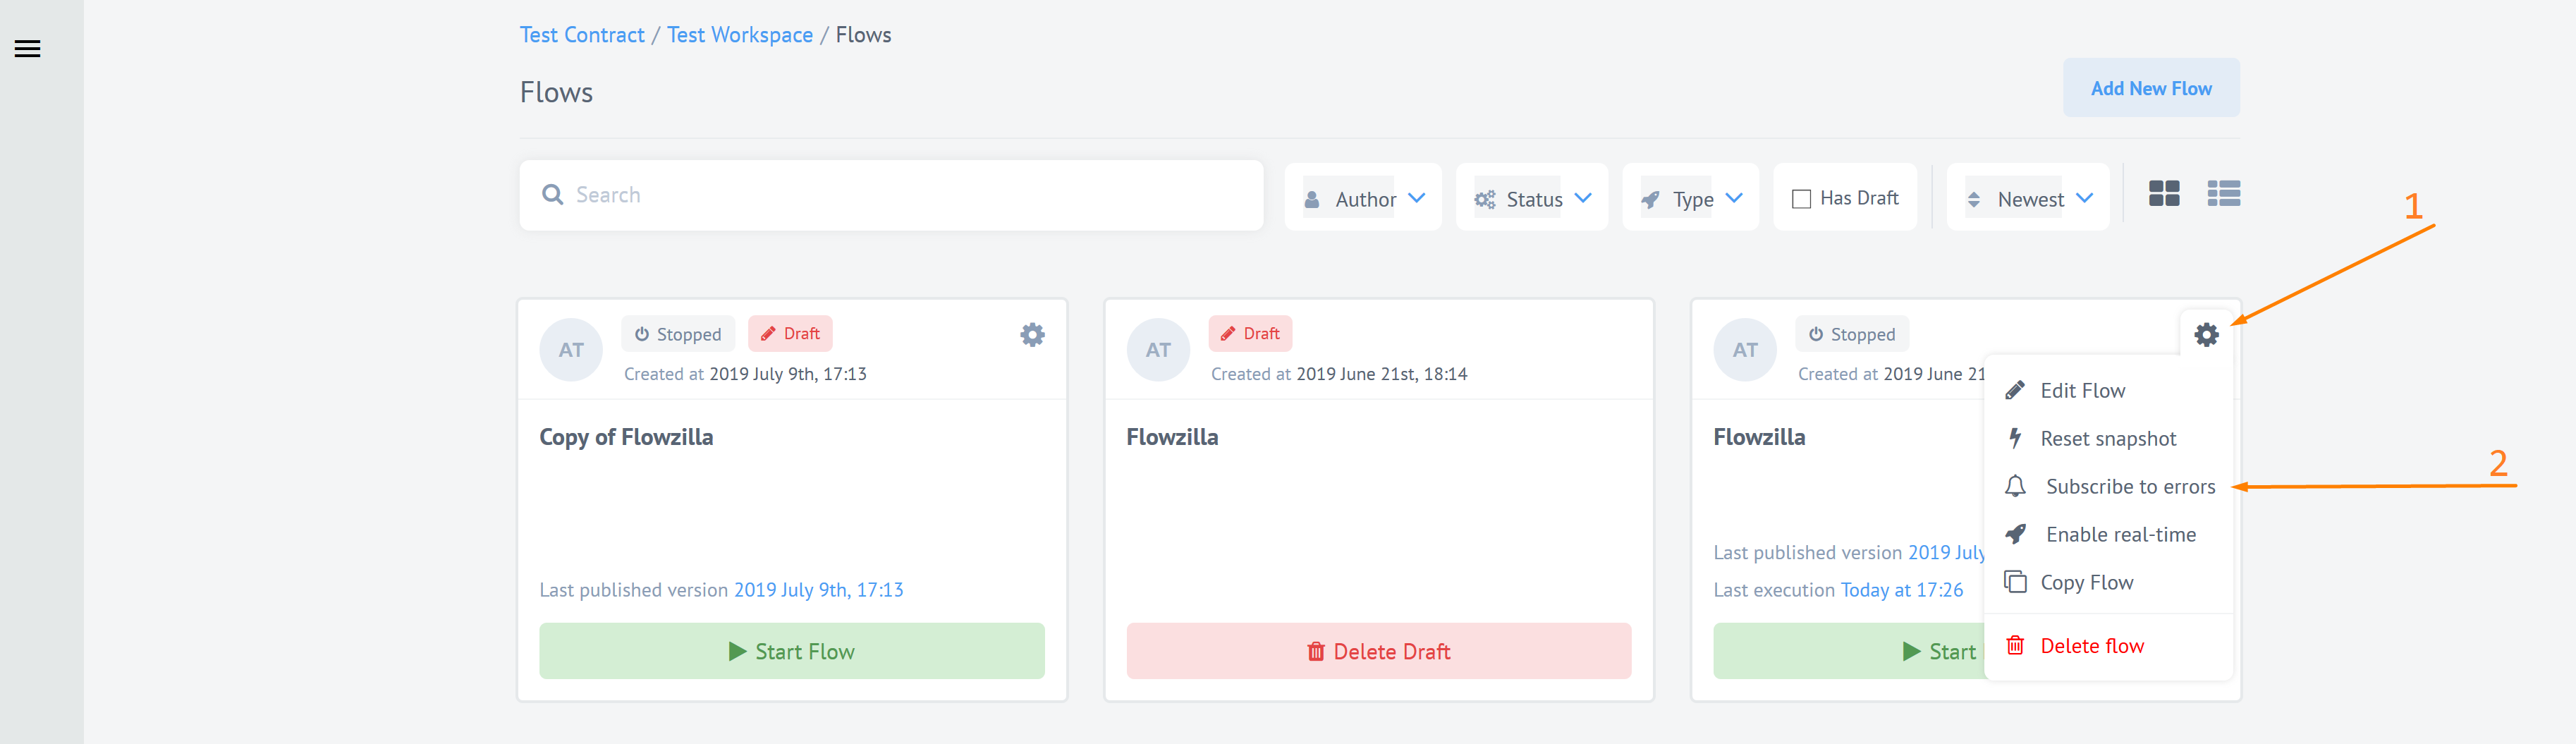 Test Contract / Test Workspace / Flows
Flows
Add New Flow
Search
Author
Status
Type
Has Draft
Newest
1
AT
Stopped
Draft
Created at 2019 July 9th, 17:13
Copy of Flowzilla
Last published version 2019 July 9th, 17:13
Start Flow
AT
Draft
Created at 2019 June 21st, 18:14
Flowzilla
Delete Draft
AT
Stopped
Created at 2019 June 21
Flowzilla
Last published version 2019 July
Last execution Today at 17:26
Start
Edit Flow
Reset snapshot
Subscribe to errors
2
Enable real-time
Copy Flow
Delete flow